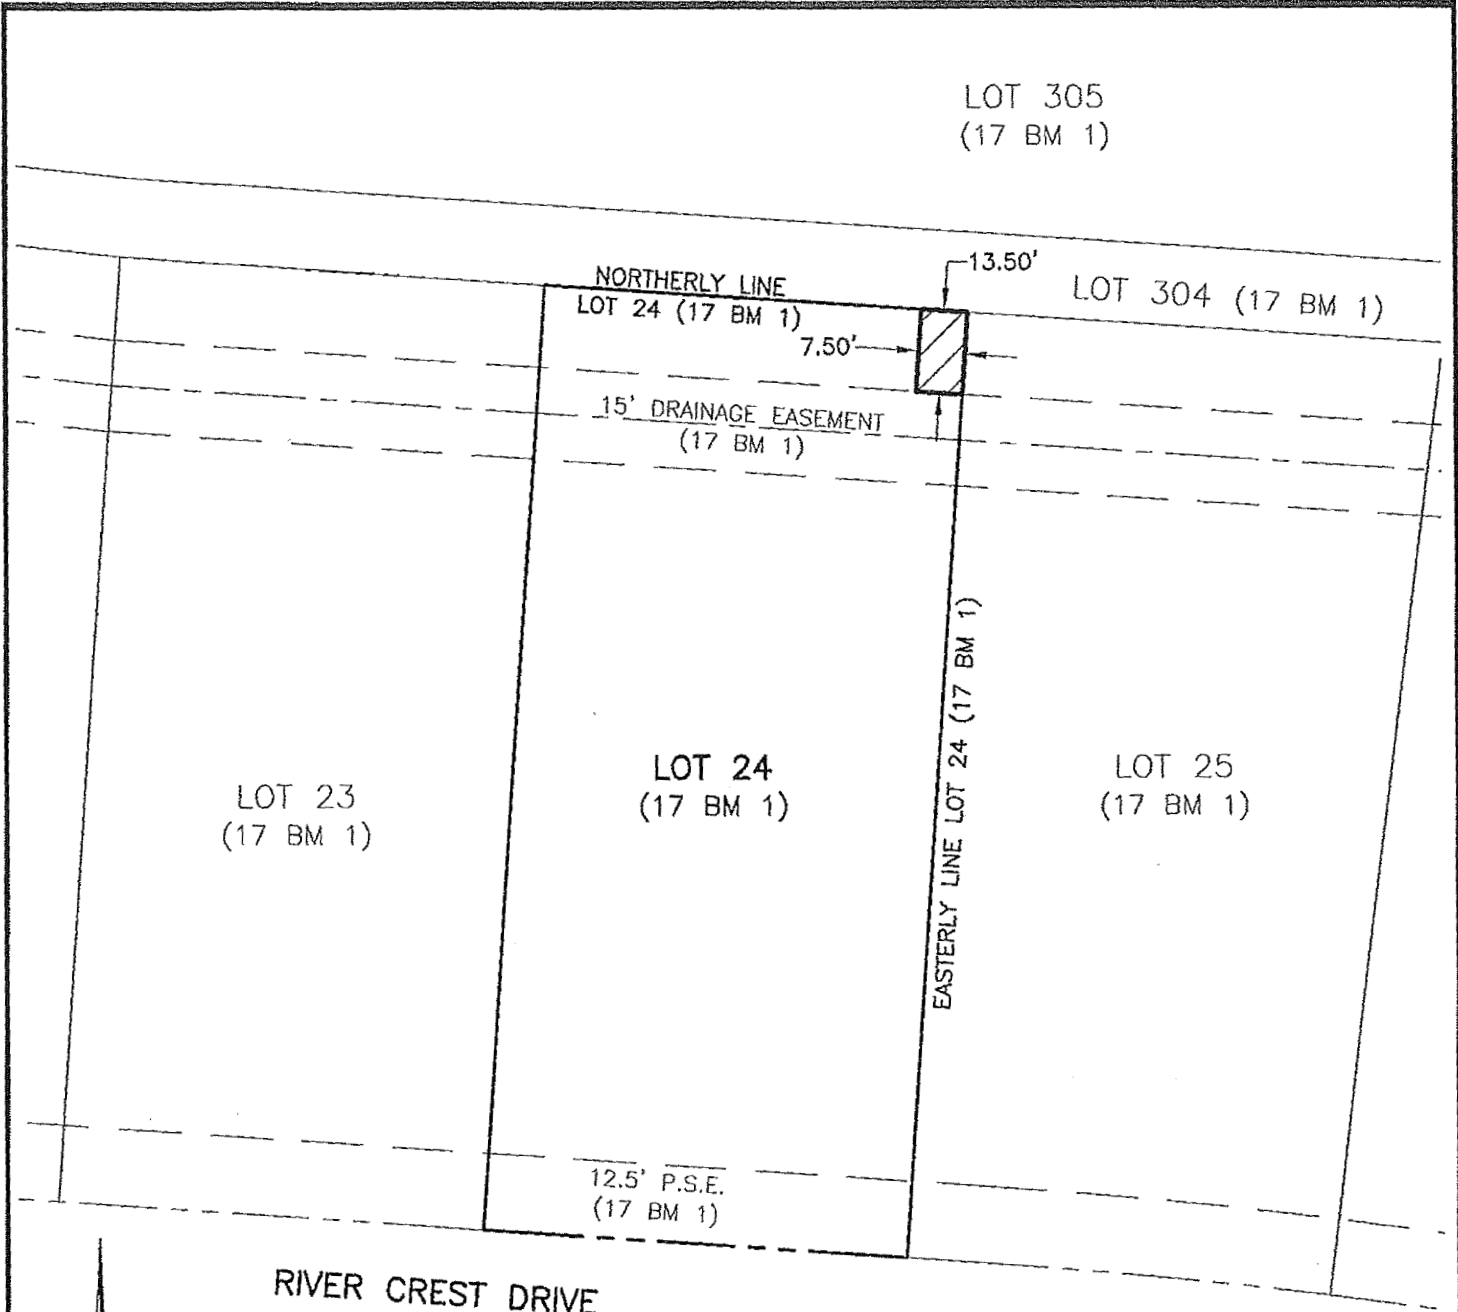 LOT 305
(17 BM 1)
13.50'
LOT 304 (17 BM 1)
NORTHERLY LINE
LOT 24 (17 BM 1)
7.50'
15' DRAINAGE EASEMENT
(17 BM 1)
EASTERLY LINE LOT 24 (17 BM 1)
LOT 23
(17 BM 1)
LOT 24
(17 BM 1)
LOT 25
(17 BM 1)
12.5' P.S.E.
(17 BM 1)
RIVER CREST DRIVE